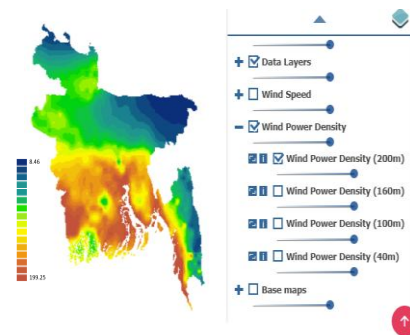 Data Layers
Wind Speed
Wind Power Density
Wind Power Density (200m)
Wind Power Density (160m)
Wind Power Density (100m)
Wind Power Density (40m)
Base maps
8.46
199.25